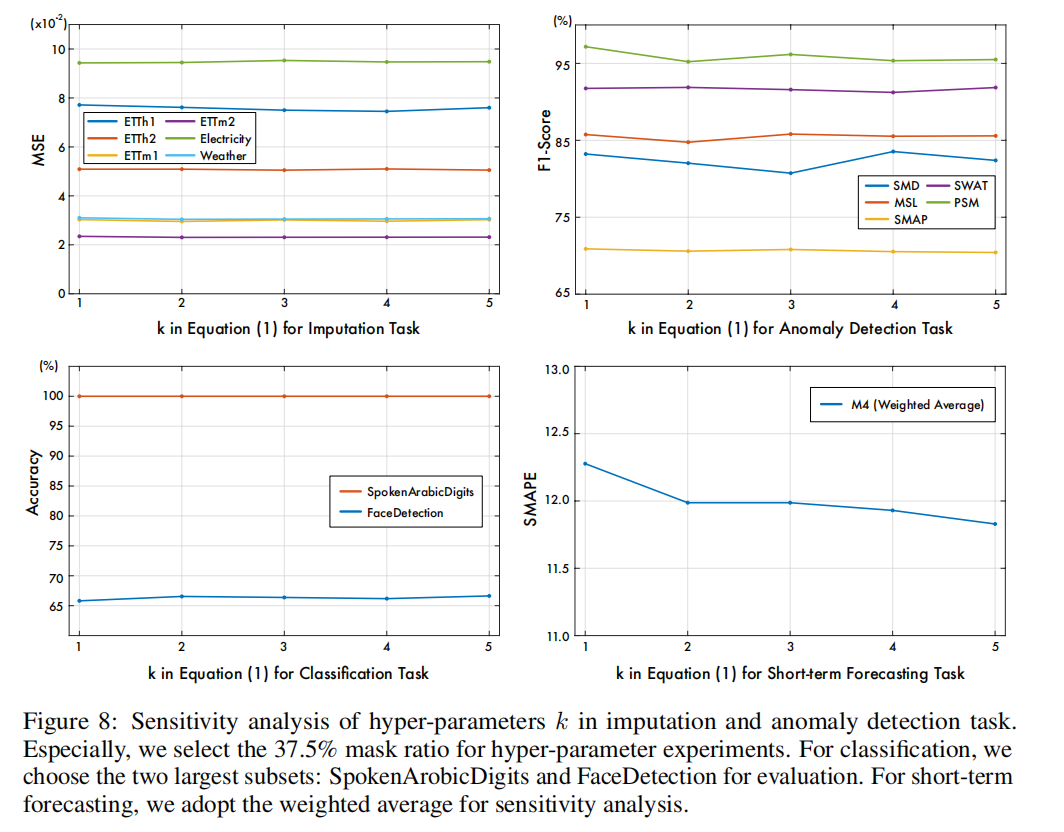 (x10-2)
10
8
6
4
2
0
MSE
ETTh1 ETTm2
ETTh2 Electricity
ETTm1 Weather
1 2 3 4 5
k in Equation (1) for Imputation Task
(%)
95
85
75
65
F1-Score
SMD SWAT
MSL PSM
SMAP
1 2 3 4 5
k in Equation (1) for Anomaly Detection Task
(%)
100
95
90
85
80
75
70
65
Accuracy
SpokenArabicDigits
FaceDetection
1 2 3 4 5
k in Equation (1) for Classification Task
13.0
12.5
12.0
11.5
11.0
SMAPE
M4 (Weighted Average)
1 2 3 4 5
k in Equation (1) for Short-term Forecasting Task
Figure 8: Sensitivity analysis of hyper-parameters k in imputation and anomaly detection task.
Especially, we select the 37.5% mask ratio for hyper-parameter experiments. For classification, we
choose the two largest subsets: SpokenArobicDigits and FaceDetection for evaluation. For short-term
forecasting, we adopt the weighted average for sensitivity analysis.